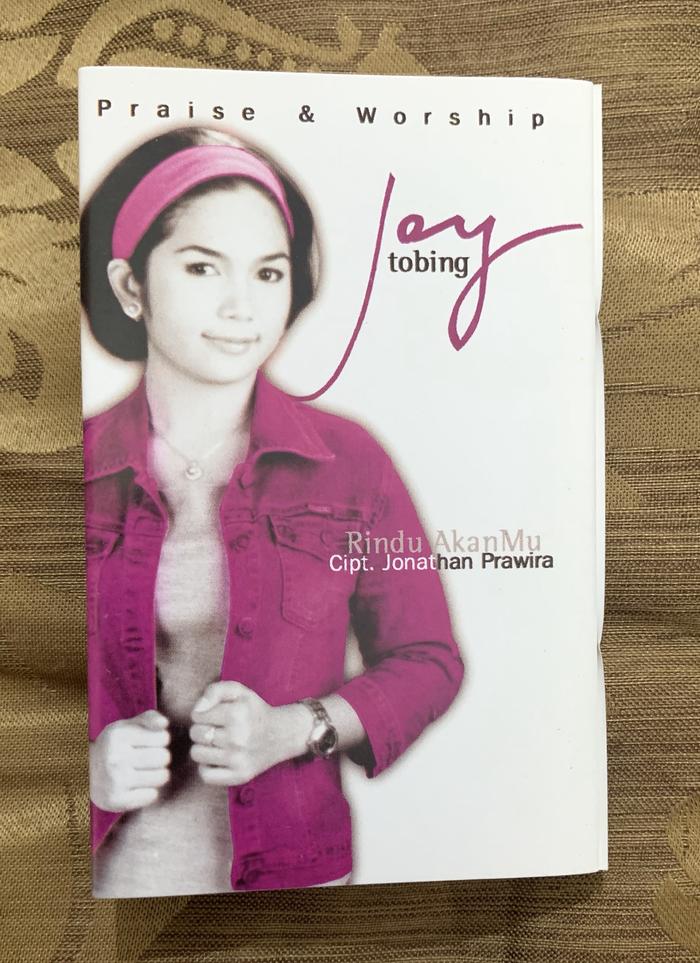 Praise & Worship
Joy
tobing
Rindu AkanMu
Cipt. Jonathan Prawira